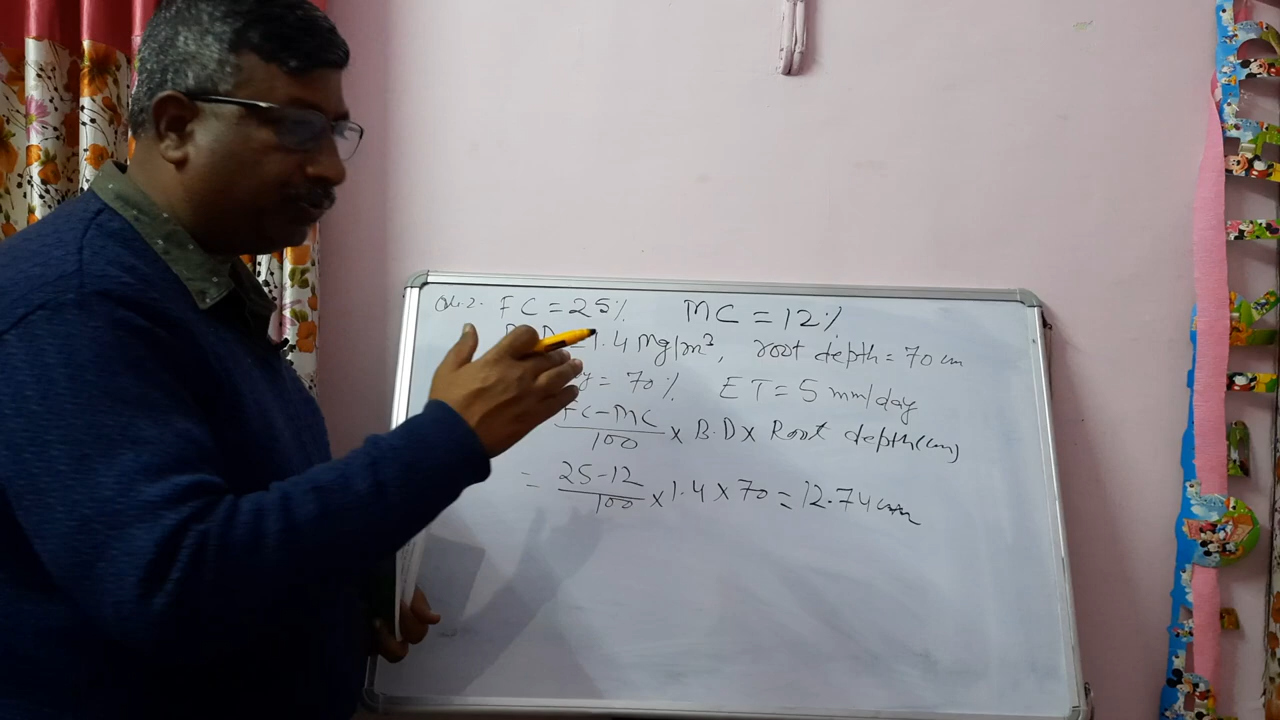 Q.2. FC = 25% MC = 12%
= 1.4 Mg/m³, root depth = 70 cm
= 70% ET = 5 mm/day
FC-MC/100 × B.D × Root depth (cm)
= 25-12/100 × 1.4 × 70 = 12.74 cm